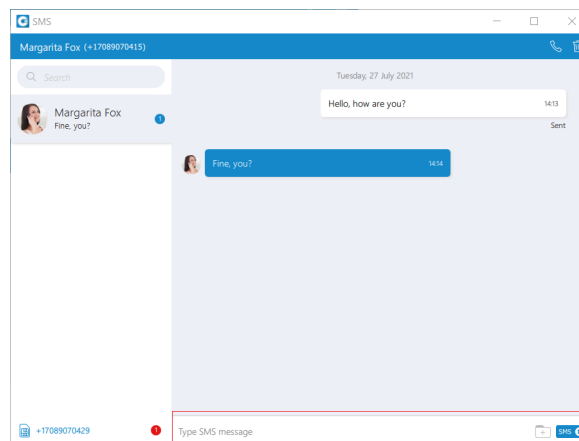 SMS
Margarita Fox (+17089070415)
Search
Margarita Fox
Fine, you?
1
Tuesday, 27 July 2021
Hello, how are you? 14:13
Sent
Fine, you? 14:14
+17089070429 1
Type SMS message
SMS